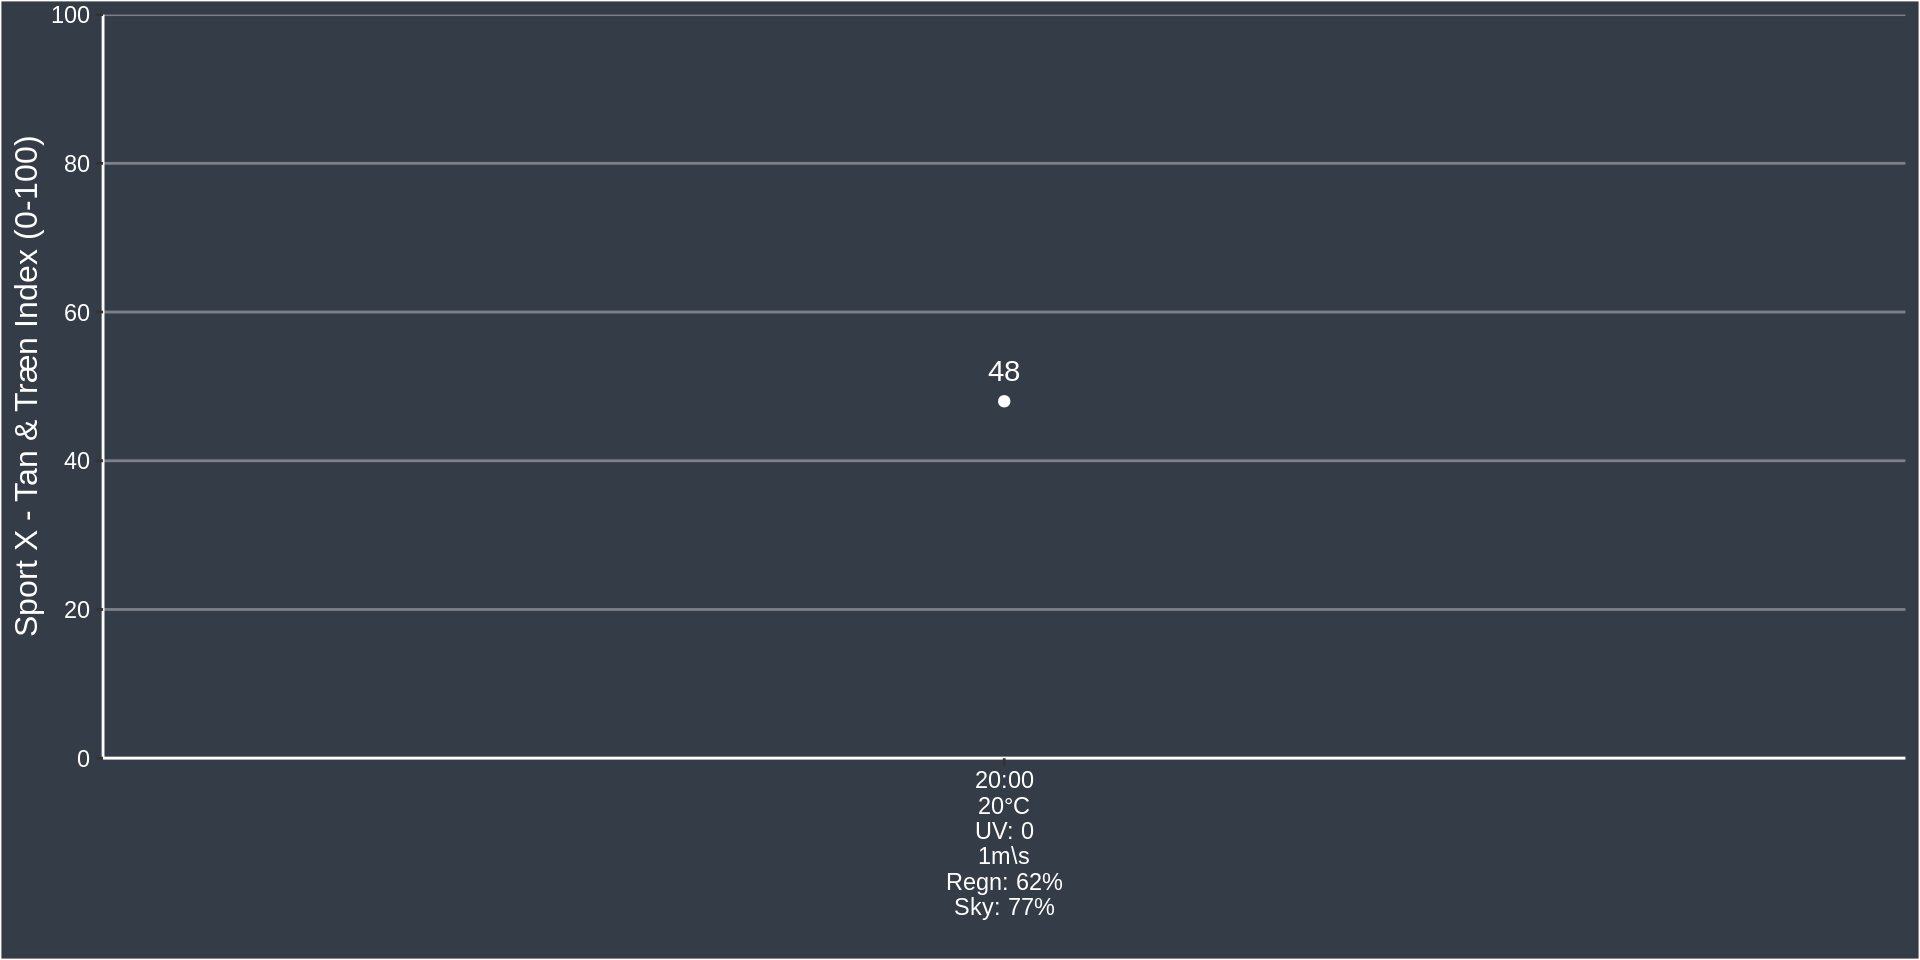 Sport X - Tan & Træn Index (0-100)
100
80
60
40
20
0
48
20:00
20°C
UV: 0
1m\s
Regn: 62%
Sky: 77%